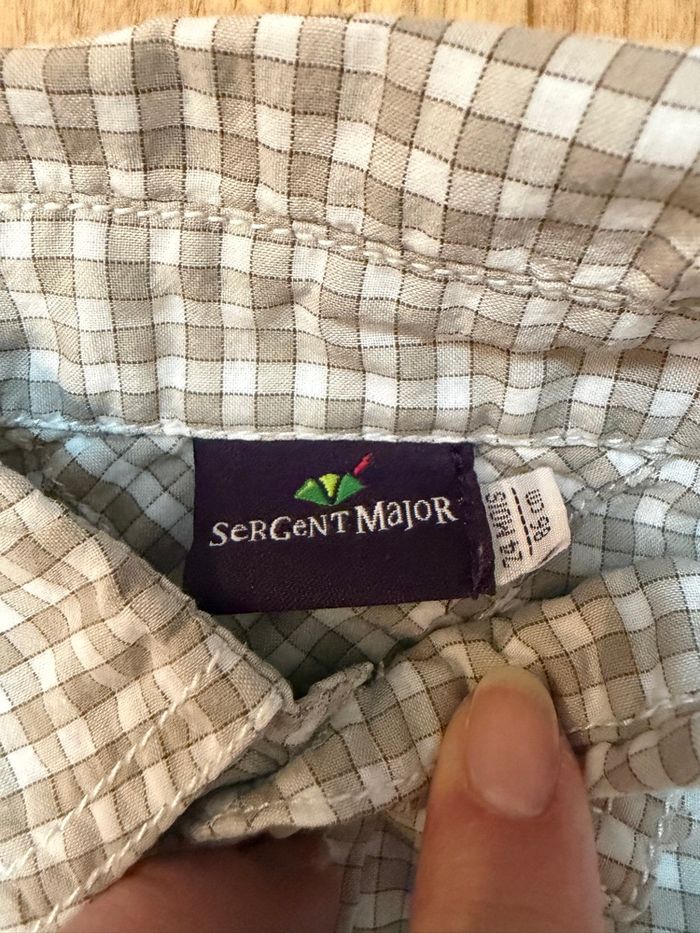 SeRGeNT MajoR
24 MOIS
86 CM